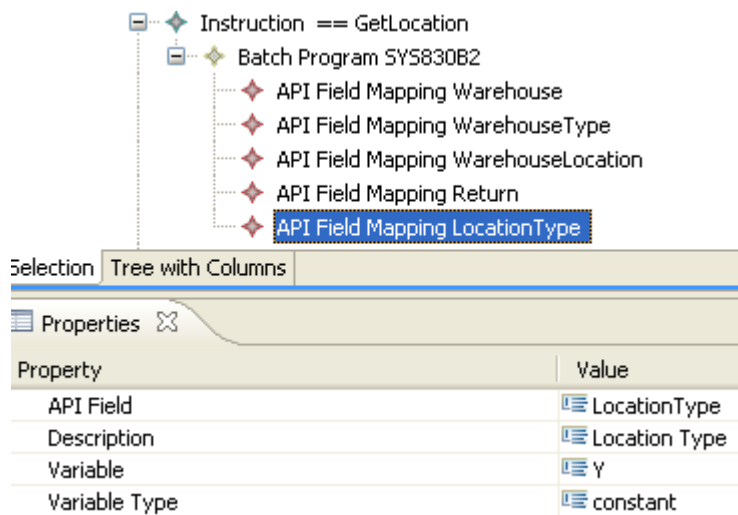 Instruction == GetLocation
Batch Program SYS830B2
API Field Mapping Warehouse
API Field Mapping WarehouseType
API Field Mapping WarehouseLocation
API Field Mapping Return
API Field Mapping LocationType
Selection Tree with Columns
Properties
Property Value
API Field LocationType
Description Location Type
Variable Y
Variable Type constant